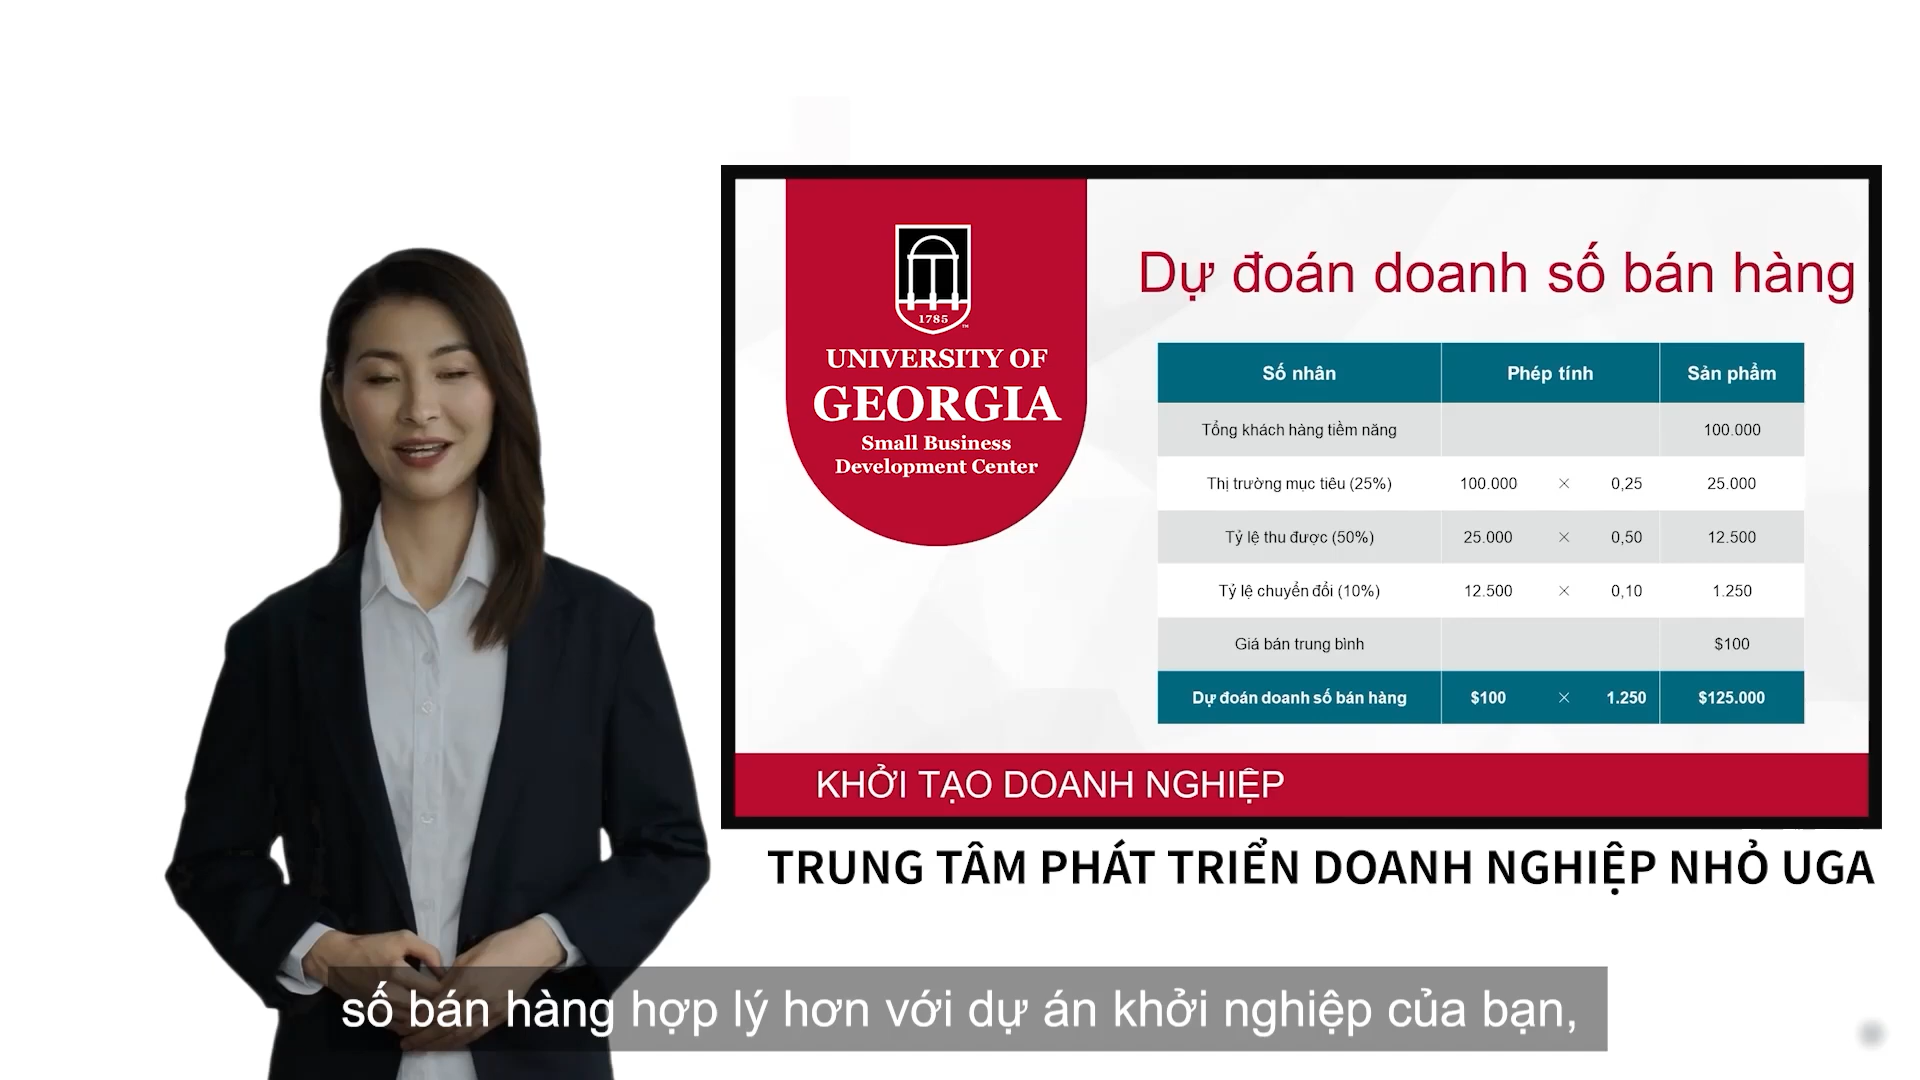 1785
UNIVERSITY OF
GEORGIA
Small Business
Development Center
Dự đoán doanh số bán hàng
Số nhân Phép tính Sản phẩm
Tổng khách hàng tiềm năng 100.000
Thị trường mục tiêu (25%) 100.000 × 0,25 25.000
Tỷ lệ thu được (50%) 25.000 × 0,50 12.500
Tỷ lệ chuyển đổi (10%) 12.500 × 0,10 1.250
Giá bán trung bình $100
Dự đoán doanh số bán hàng $100 × 1.250 $125.000
KHỞI TẠO DOANH NGHIỆP
TRUNG TÂM PHÁT TRIỂN DOANH NGHIỆP NHỎ UGA
số bán hàng hợp lý hơn với dự án khởi nghiệp của bạn,